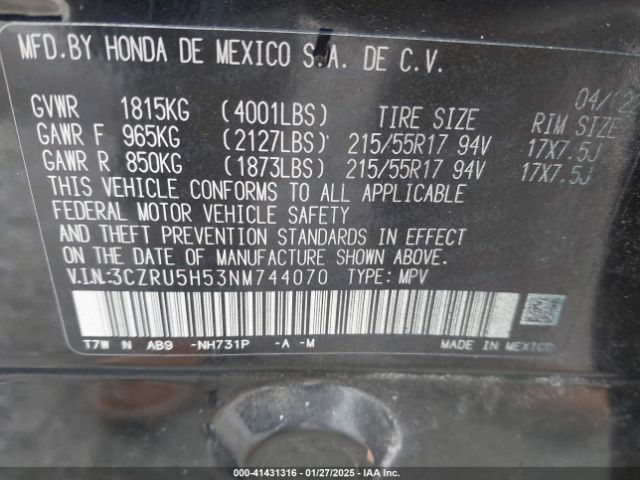 MFD.BY HONDA DE MEXICO S.A. DE C.V.
04/
GVWR 1815KG (4001LBS) TIRE SIZE RIM SIZE
GAWR F 965KG (2127LBS) 215/55R17 94V 17X7.5J
GAWR R 850KG (1873LBS) 215/55R17 94V 17X7.5J
THIS VEHICLE CONFORMS TO ALL APPLICABLE
FEDERAL MOTOR VEHICLE SAFETY
AND THEFT PREVENTION STANDARDS IN EFFECT
ON THE DATE OF MANUFACTURE SHOWN ABOVE.
V.I.N.:3CZRU5H53NM744070 TYPE: MPV
T7W N AB9 -NH731P -A -M MADE IN MEXICO
000-41431316 | 01/27/2025 | IAA Inc.